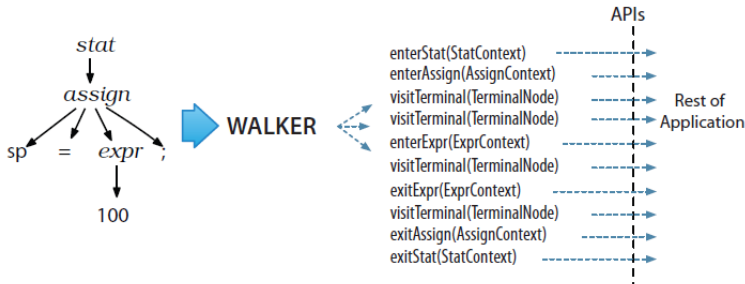 stat
assign
sp = expr ;
100
WALKER
APIs
enterStat(StatContext)
enterAssign(AssignContext)
visitTerminal(TerminalNode)
visitTerminal(TerminalNode)
enterExpr(ExprContext)
visitTerminal(TerminalNode)
exitExpr(ExprContext)
visitTerminal(TerminalNode)
exitAssign(AssignContext)
exitStat(StatContext)
Rest of
Application